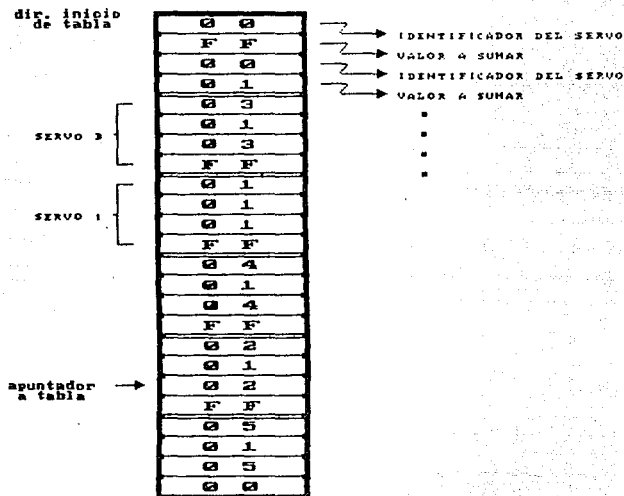 dir. inicio
de tabla
0 0
IDENTIFICADOR DEL SERVO
F F
VALOR A SUMAR
0 0
IDENTIFICADOR DEL SERVO
0 1
VALOR A SUMAR
0 3
0 1
SERVO 3
0 3
F F
0 1
0 1
SERVO 1
0 1
F F
0 4
0 1
0 4
F F
0 2
0 1
apuntador
a tabla
0 2
F F
0 5
0 1
0 5
0 0